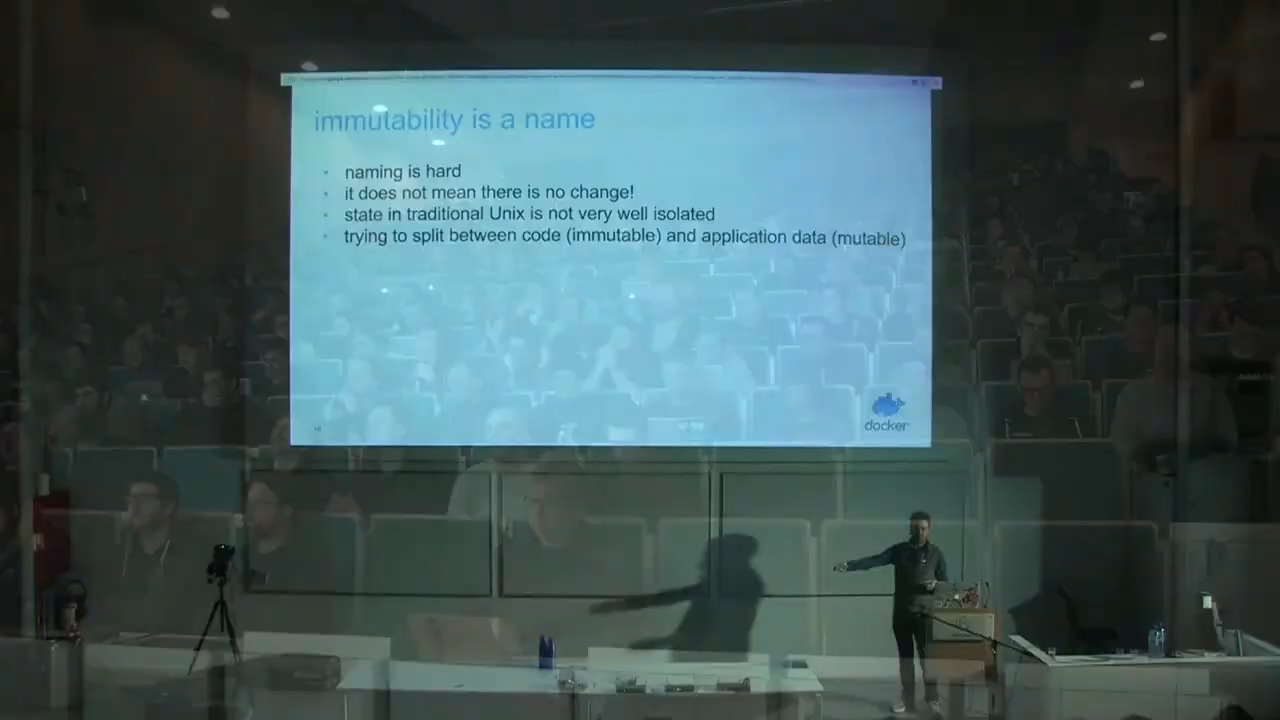 immutability is a name
naming is hard
it does not mean there is no change!
state in traditional Unix is not very well isolated
trying to split between code (immutable) and application data (mutable)
docker